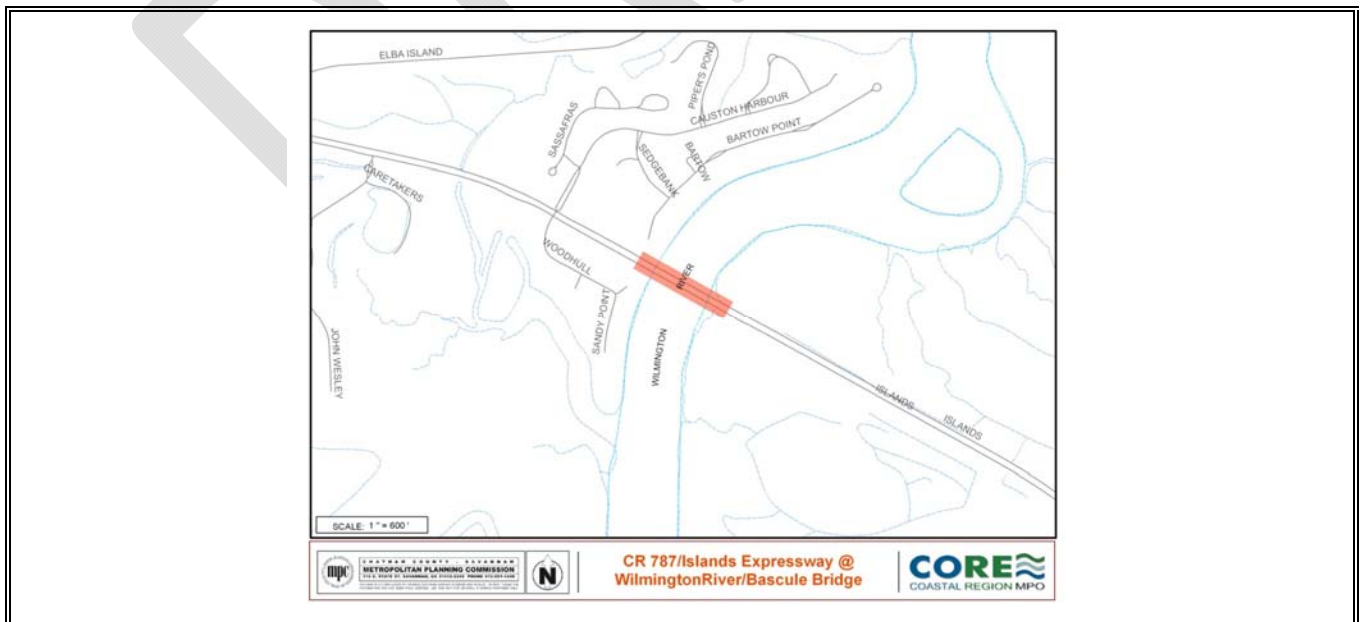 ELBA ISLAND
PIPER'S POND
SASSAFRAS
CAUSTON HARBOUR
BARTOW POINT
SEDGEBANK
BARTOW
CARETAKERS
WOODHULL
RIVER
SANDY POINT
WILMINGTON
JOHN WESLEY
ISLANDS
ISLANDS
SCALE: 1 " = 600 '
mpc
CHATHAM COUNTY - SAVANNAH
METROPOLITAN PLANNING COMMISSION
N
CR 787/Islands Expressway @
WilmingtonRiver/Bascule Bridge
CORE
COASTAL REGION MPO